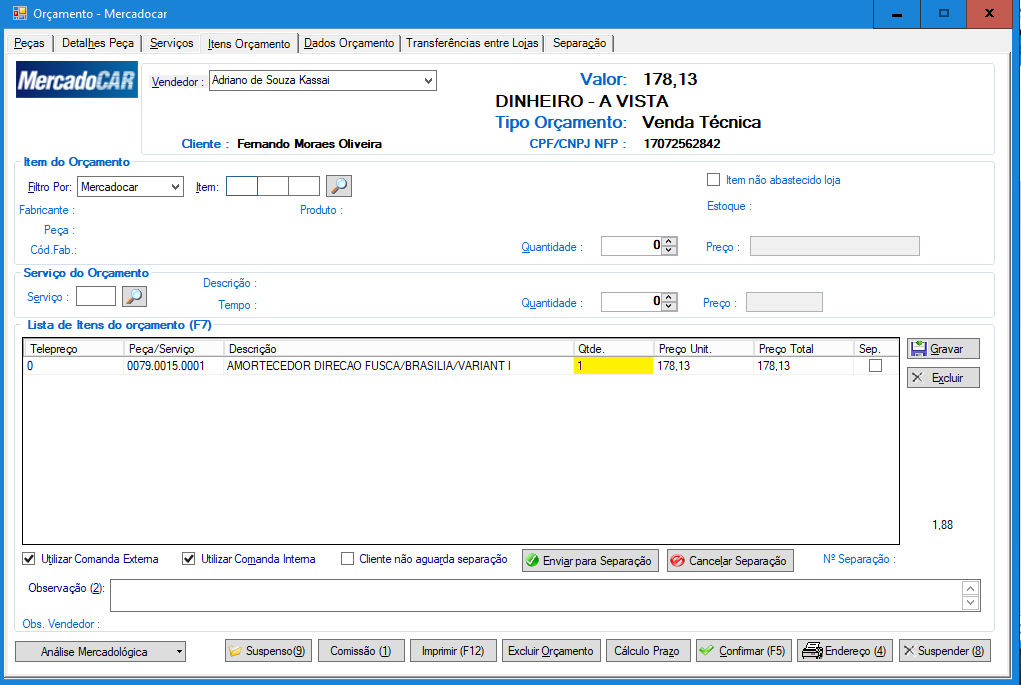 Orçamento - Mercadocar
Peças Detalhes Peça Serviços Itens Orçamento Dados Orçamento Transferências entre Lojas Separação
MercadoCAR
Vendedor : Adriano de Souza Kassai
Valor: 178,13
DINHEIRO - A VISTA
Tipo Orçamento: Venda Técnica
Cliente : Fernando Moraes Oliveira
CPF/CNPJ NFP : 17072562842
Item do Orçamento
Filtro Por: Mercadocar Item:
Item não abastecido loja
Fabricante : Produto : Estoque :
Peça :
Cód.Fab.: Quantidade : 0 Preço :
Serviço do Orçamento
Serviço : Descrição :
Tempo : Quantidade : 0 Preço :
Lista de Itens do orçamento (F7)
Telepreço Peça/Serviço Descrição Qtde. Preço Unit. Preço Total Sep.
0 0079.0015.0001 AMORTECEDOR DIRECAO FUSCA/BRASILIA/VARIANT I 1 178,13 178,13
Gravar
Excluir
1,88
Utilizar Comanda Externa Utilizar Comanda Interna Cliente não aguarda separação Enviar para Separação Cancelar Separação Nº Separação :
Observação (2):
Obs. Vendedor :
Análise Mercadológica Suspenso(9) Comissão (1) Imprimir (F12) Excluir Orçamento Cálculo Prazo Confirmar (F5) Endereço (4) Suspender (8)